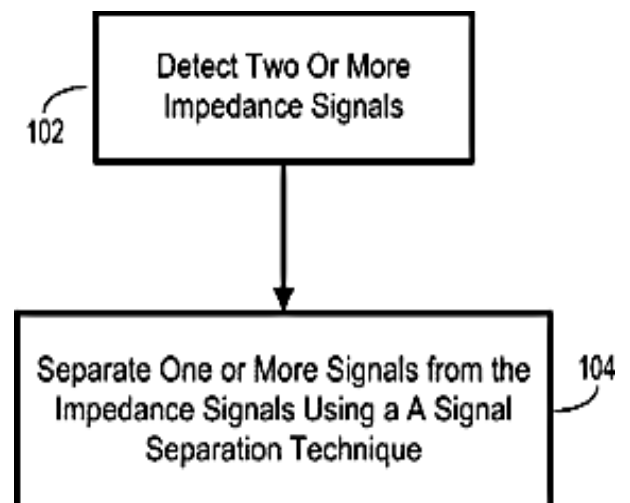 Detect Two Or More
Impedance Signals
102
Separate One or More Signals from the
Impedance Signals Using a A Signal
Separation Technique
104